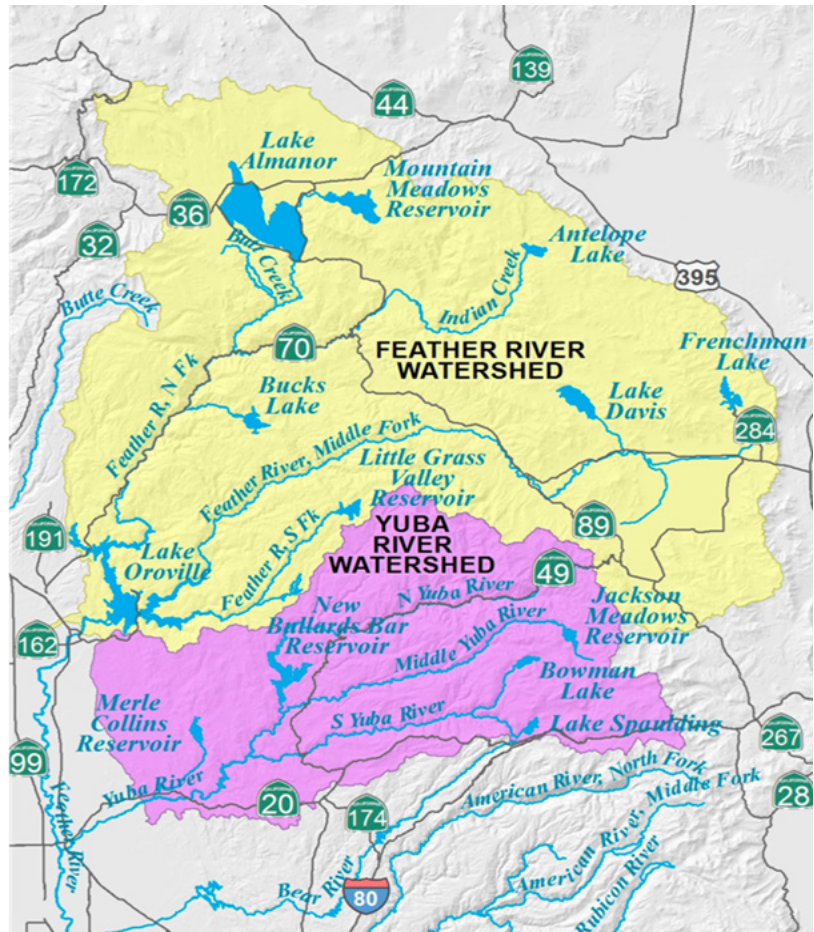 139
44
Lake
Almanor
Mountain
Meadows
Reservoir
CALIFORNIA
172
36
32
Butt Creek
Antelope
Lake
395
Butte Creek
Indian Creek
70
FEATHER RIVER
WATERSHED
Frenchman
Lake
Feather R, N Fk
Bucks
Lake
Lake
Davis
284
Feather River, Middle Fork
Little Grass
Valley
Reservoir
191
89
YUBA
RIVER
WATERSHED
Lake
Oroville
Feather R, S Fk
49
N Yuba River
New
Bullards Bar
Reservoir
Jackson
Meadows
Reservoir
162
Middle Yuba River
Bowman
Lake
Merle
Collins
Reservoir
S Yuba River
Lake Spaulding
267
99
Yuba River
20
28
Feather River
174
American River, North Fork
American River, Middle Fork
Bear River
80
Rubicon River